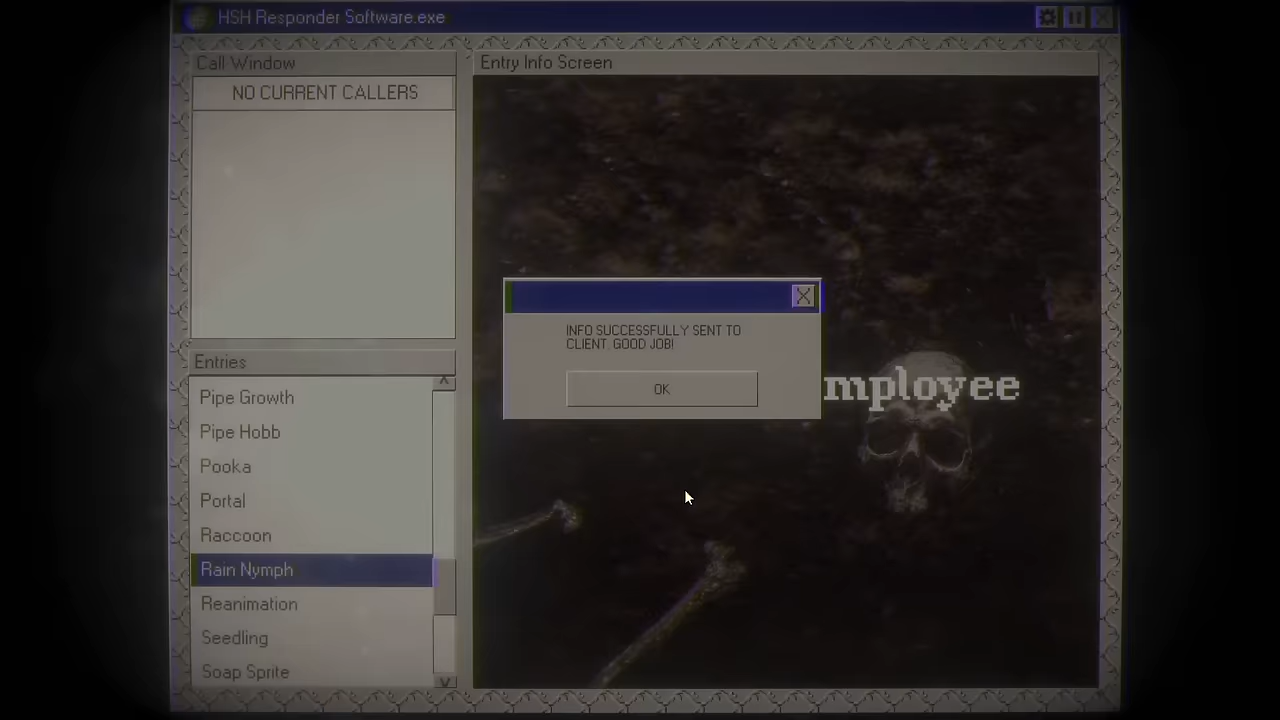 HSH Responder Software.exe
Call Window
NO CURRENT CALLERS
Entry Info Screen
INFO SUCCESSFULLY SENT TO
CLIENT. GOOD JOB!
OK
mployee
Entries
Pipe Growth
Pipe Hobb
Pooka
Portal
Raccoon
Rain Nymph
Reanimation
Seedling
Soap Sprite